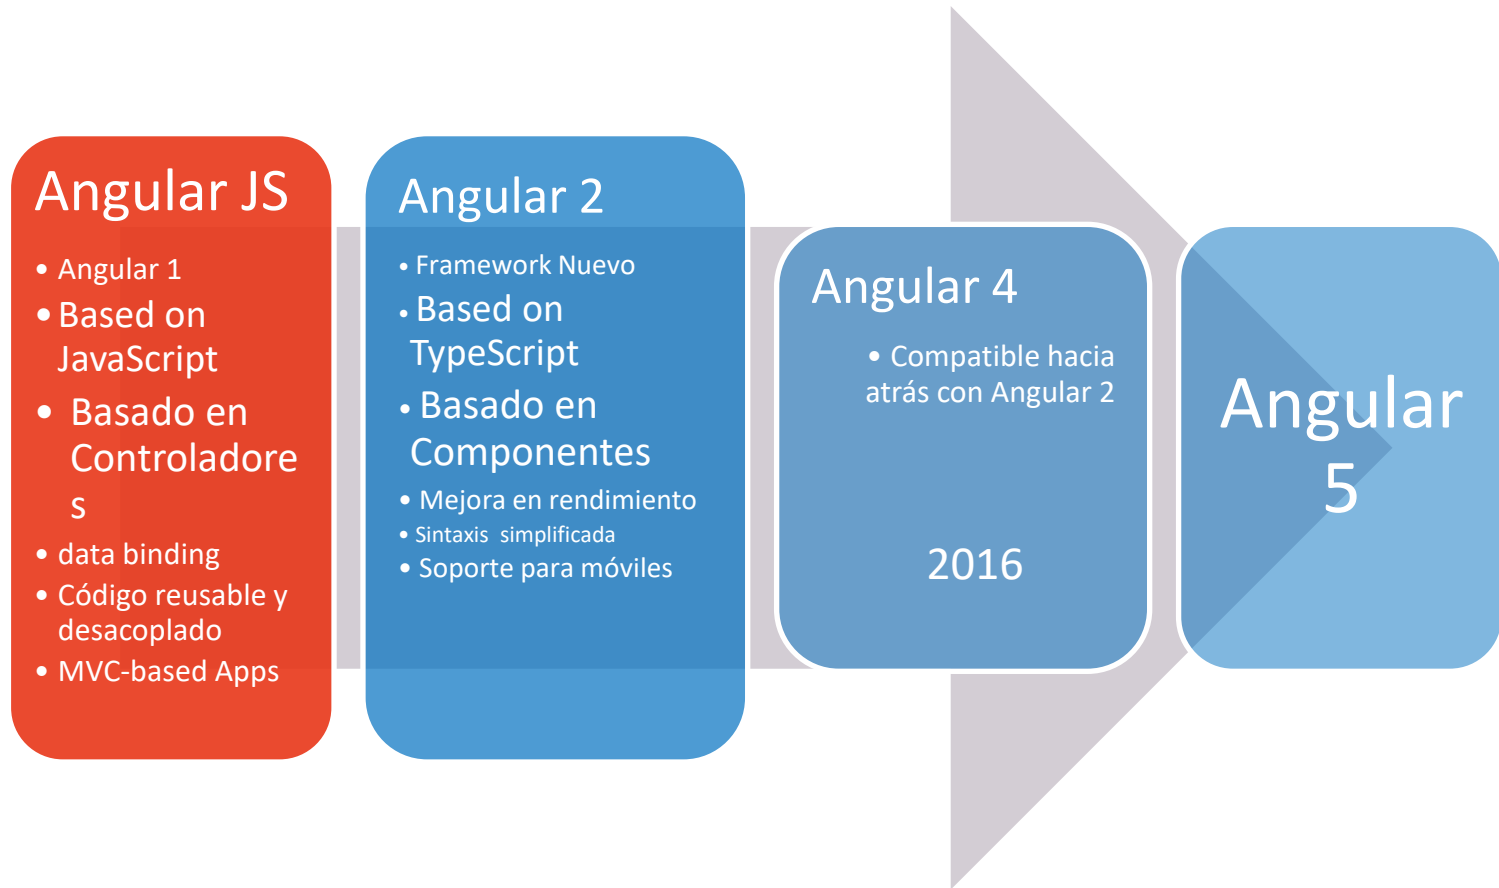 Angular JS
• Angular 1
• Based on
JavaScript
• Basado en
Controladore
s
• data binding
• Código reusable y
desacoplado
• MVC-based Apps
Angular 2
• Framework Nuevo
• Based on
TypeScript
• Basado en
Componentes
• Mejora en rendimiento
• Sintaxis simplificada
• Soporte para móviles
Angular 4
• Compatible hacia
atrás con Angular 2
2016
Angular
5